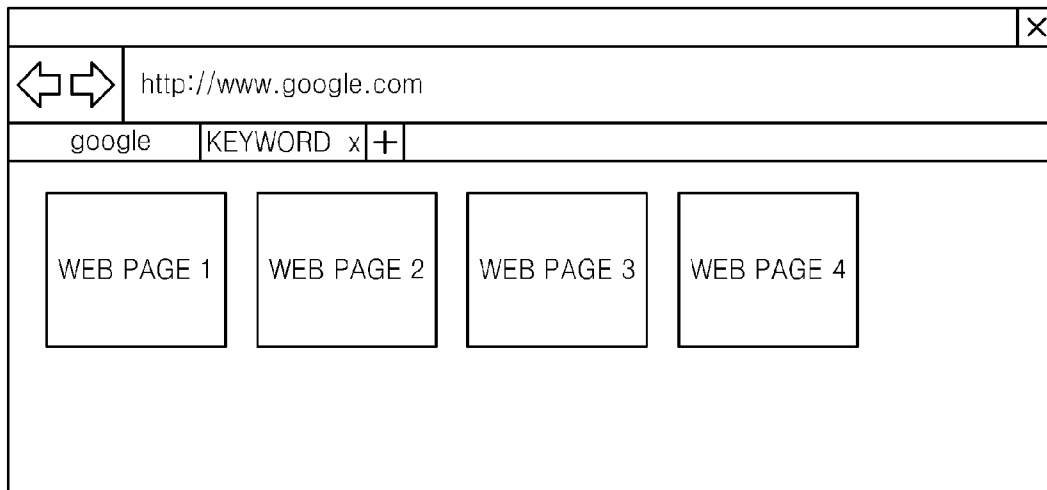 X
http://www.google.com
google KEYWORD x +
WEB PAGE 1 WEB PAGE 2 WEB PAGE 3 WEB PAGE 4